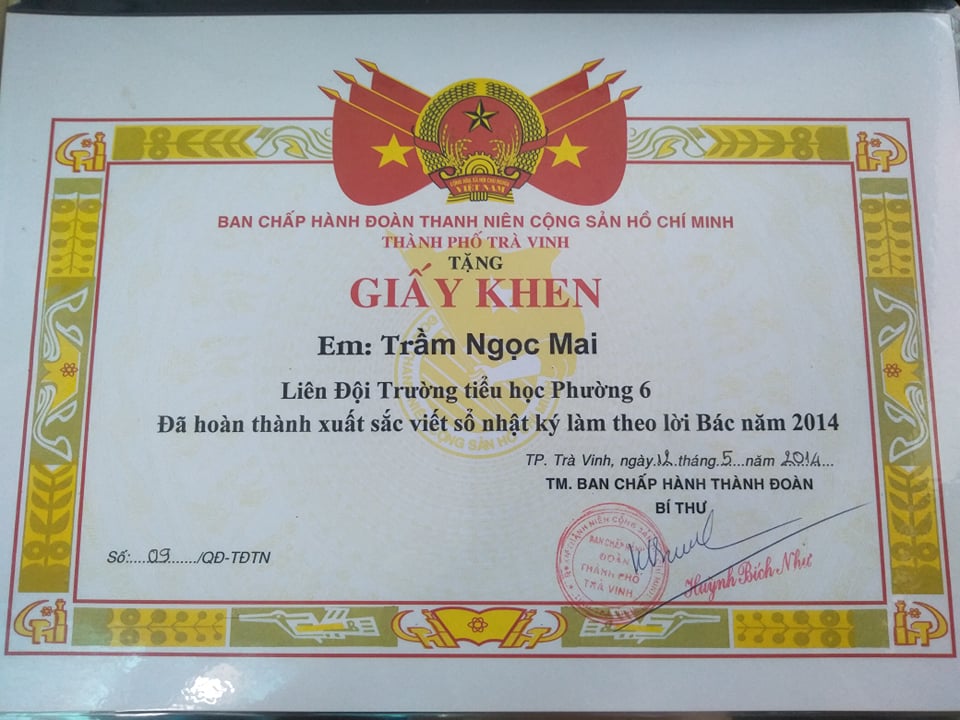 CỘNG HÒA XÃ HỘI CHỦ NGHĨA
VIỆT NAM
BAN CHẤP HÀNH ĐOÀN THANH NIÊN CỘNG SẢN HỒ CHÍ MINH
THÀNH PHỐ TRÀ VINH
TẶNG
GIẤY KHEN
Em: Trầm Ngọc Mai
Liên Đội Trường tiểu học Phường 6
Đã hoàn thành xuất sắc viết sổ nhật ký làm theo lời Bác năm 2014
TP. Trà Vinh, ngày 12 tháng 5 năm 2014
TM. BAN CHẤP HÀNH THÀNH ĐOÀN
BÍ THƯ
BAN CHẤP HÀNH
ĐOÀN
THÀNH PHỐ
TRÀ VINH
Huỳnh Bích Như
Số: 09 /QĐ-TĐTN